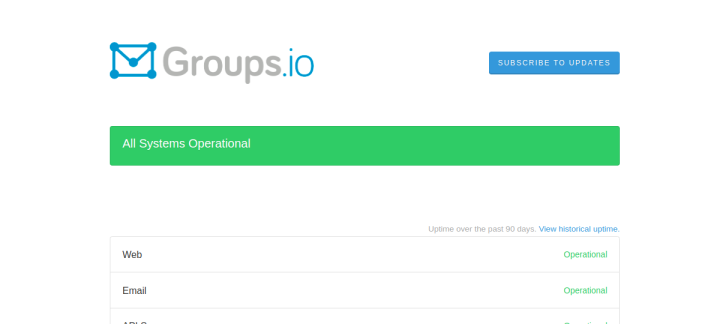 Groups.io
SUBSCRIBE TO UPDATES
All Systems Operational
Uptime over the past 90 days. View historical uptime.
Web Operational
Email Operational